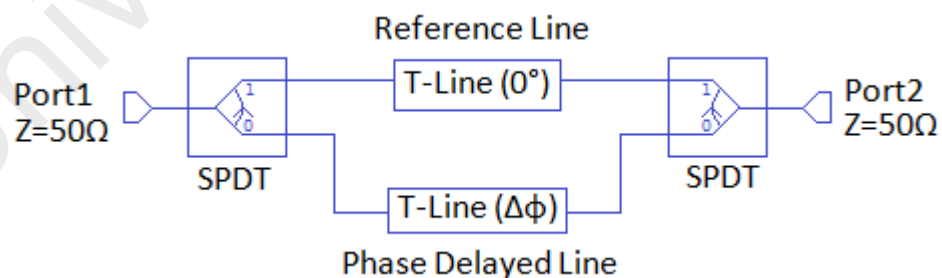 Reference Line
Port1
Z=50Ω
1
0
SPDT
T-Line (0°)
T-Line (Δϕ)
Phase Delayed Line
1
0
SPDT
Port2
Z=50Ω